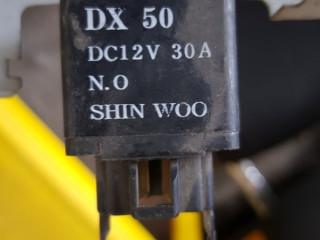 DX 50
DC12V 30A
N.O
SHIN WOO